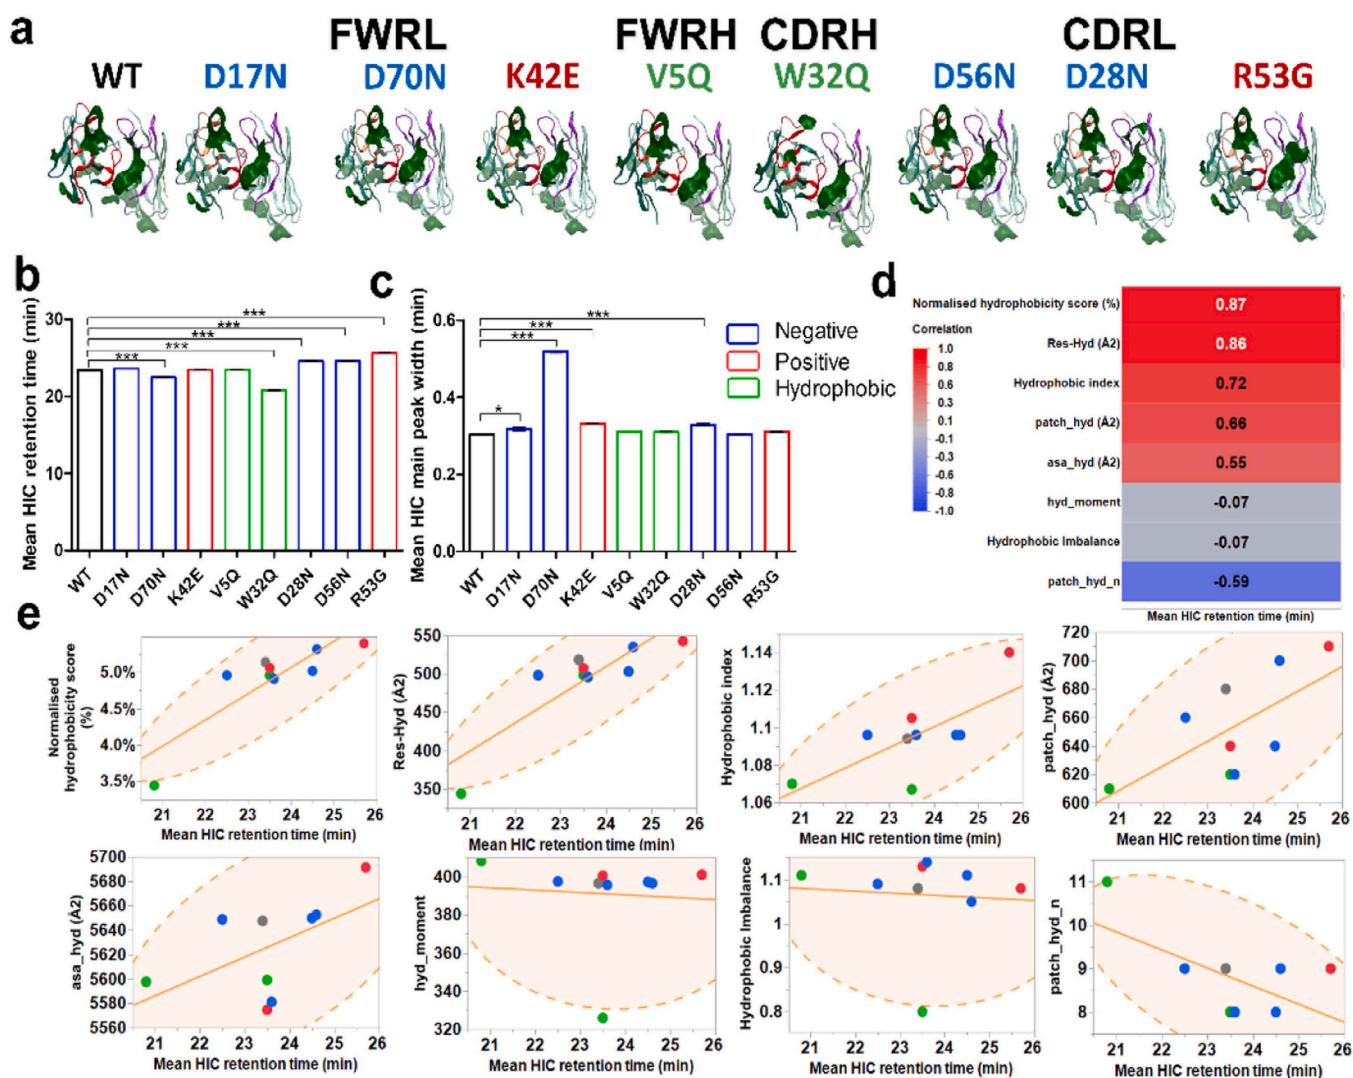 a
FWRL FWRH CDRH CDRL
WT D17N D70N K42E V5Q W32Q D56N D28N R53G
b
Mean HIC retention time (min)
30
20
10
0
***
***
***
***
***
WT D17N D70N K42E V5Q W32Q D28N D56N R53G
c
Mean HIC main peak width (min)
0.6
0.4
0.2
0.0
***
***
***
*
WT D17N D70N K42E V5Q W32Q D28N D56N R53G
Negative
Positive
Hydrophobic
d
Correlation
1.0
0.8
0.6
0.5
0.3
0.1
-0.1
-0.3
-0.5
-0.6
-0.8
-1.0
Normalised hydrophobicity score (%) 0.87
Res-Hyd (Å2) 0.86
Hydrophobic index 0.72
patch_hyd (Å2) 0.66
asa_hyd (Å2) 0.55
hyd_moment -0.07
Hydrophobic Imbalance -0.07
patch_hyd_n -0.59
Mean HIC retention time (min)
e
Normalised
hydrophobicity score
(%)
5.0%
4.5%
4.0%
3.5%
21 22 23 24 25 26
Mean HIC retention time (min)
Res-Hyd (Å2)
550
500
450
400
350
21 22 23 24 25 26
Mean HIC retention time (min)
Hydrophobic index
1.14
1.12
1.1
1.08
1.06
21 22 23 24 25 26
Mean HIC retention time (min)
patch_hyd (Å2)
720
700
680
660
640
620
600
21 22 23 24 25 26
Mean HIC retention time (min)
asa_hyd (Å2)
5700
5680
5660
5640
5620
5600
5580
5560
21 22 23 24 25 26
Mean HIC retention time (min)
hyd_moment
400
380
360
340
320
21 22 23 24 25 26
Mean HIC retention time (min)
Hydrophobic Imbalance
1.1
1
0.9
0.8
21 22 23 24 25 26
Mean HIC retention time (min)
patch_hyd_n
11
10
9
8
21 22 23 24 25 26
Mean HIC retention time (min)